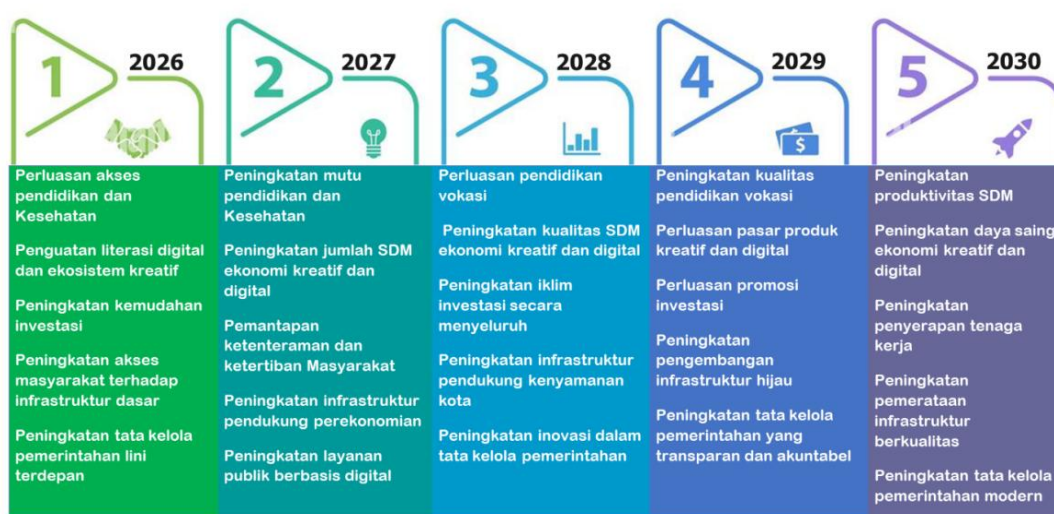 1
2026
Perluasan akses
pendidikan dan
Kesehatan
Penguatan literasi digital
dan ekosistem kreatif
Peningkatan kemudahan
investasi
Peningkatan akses
masyarakat terhadap
infrastruktur dasar
Peningkatan tata kelola
pemerintahan lini
terdepan
2
2027
Peningkatan mutu
pendidikan dan
Kesehatan
Peningkatan jumlah SDM
ekonomi kreatif dan
digital
Pemantapan
ketenteraman dan
ketertiban Masyarakat
Peningkatan infrastruktur
pendukung perekonomian
Peningkatan layanan
publik berbasis digital
3
2028
Perluasan pendidikan
vokasi
Peningkatan kualitas SDM
ekonomi kreatif dan digital
Peningkatan iklim
investasi secara
menyeluruh
Peningkatan infrastruktur
pendukung kenyamanan
kota
Peningkatan inovasi dalam
tata kelola pemerintahan
4
2029
$
Peningkatan kualitas
pendidikan vokasi
Perluasan pasar produk
kreatif dan digital
Perluasan promosi
investasi
Peningkatan
pengembangan
infrastruktur hijau
Peningkatan tata kelola
pemerintahan yang
transparan dan akuntabel
5
2030
Peningkatan
produktivitas SDM
Peningkatan daya saing
ekonomi kreatif dan
digital
Peningkatan
penyerapan tenaga
kerja
Peningkatan
pemerataan
infrastruktur
berkualitas
Peningkatan tata kelola
pemerintahan modern